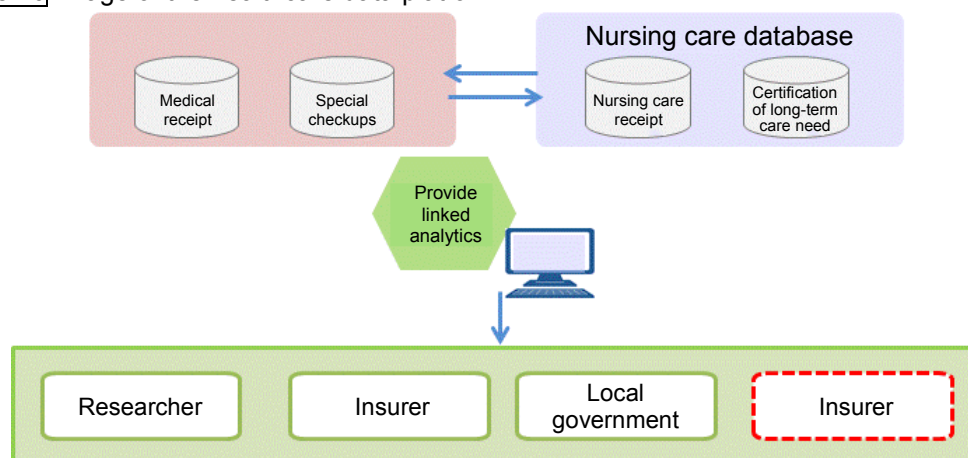 Nursing care database
Medical
receipt
Special
checkups
Nursing care
receipt
Certification
of long-term
care need
Provide
linked
analytics
Researcher
Insurer
Local
government
Insurer